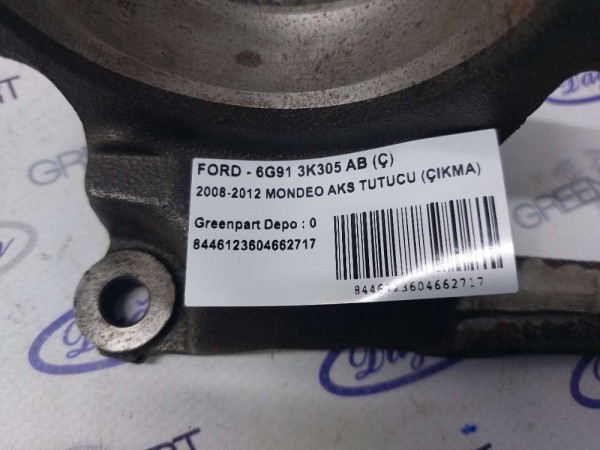 FORD - 6G91 3K305 AB (Ç)
2008-2012 MONDEO AKS TUTUCU (ÇIKMA)
Greenpart Depo : 0
8446123604662717
8446123604662717